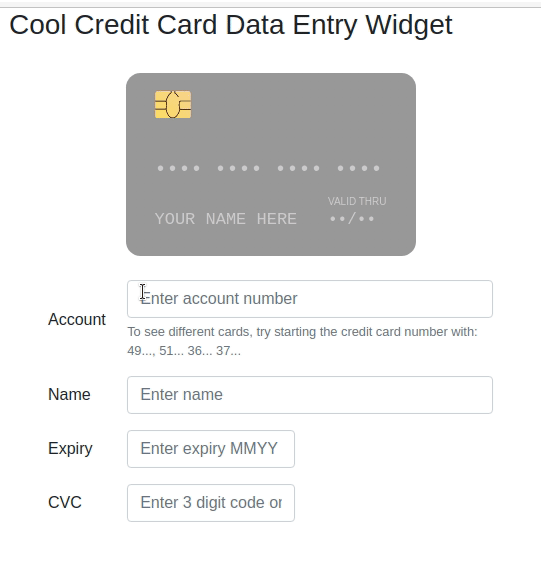 Cool Credit Card Data Entry Widget
•••• •••• •••• ••••
VALID THRU
YOUR NAME HERE ••/••
Enter account number
Account
To see different cards, try starting the credit card number with:
49..., 51... 36... 37...
Name Enter name
Expiry Enter expiry MMYY
CVC Enter 3 digit code or